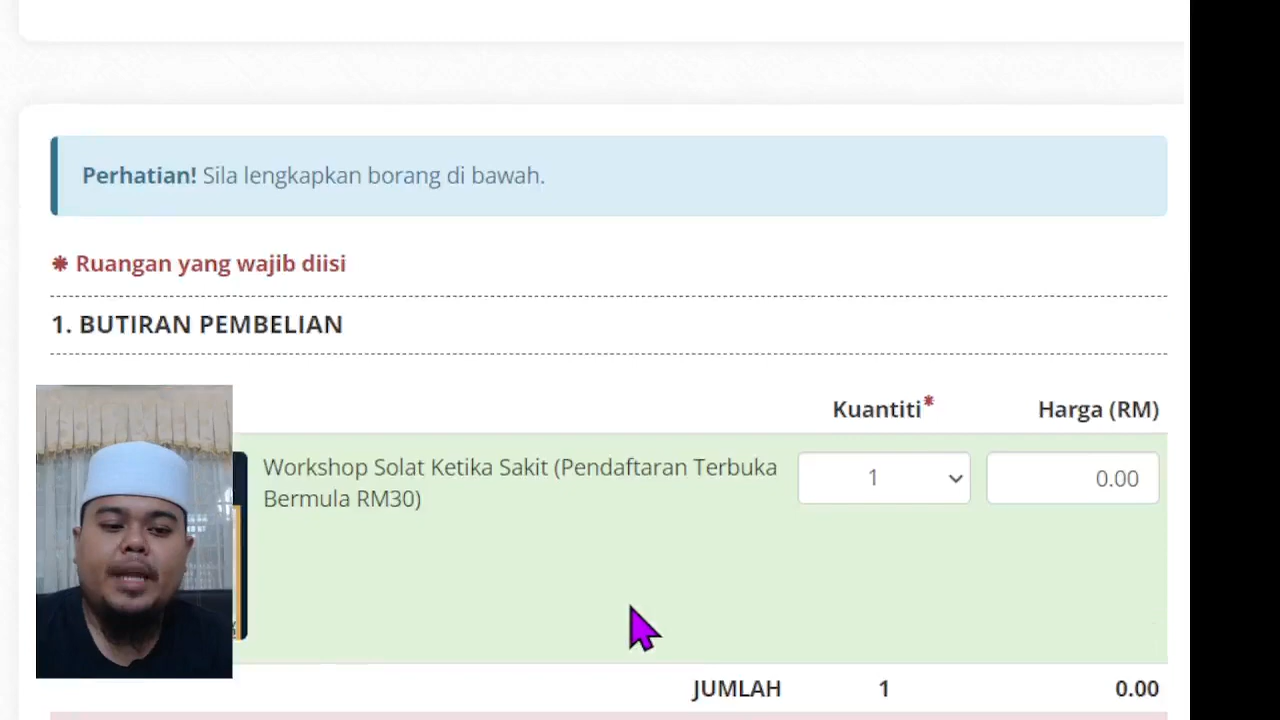 Perhatian! Sila lengkapkan borang di bawah.
✱ Ruangan yang wajib diisi
1. BUTIRAN PEMBELIAN
Kuantiti* Harga (RM)
Workshop Solat Ketika Sakit (Pendaftaran Terbuka 1 0.00
Bermula RM30)
JUMLAH 1 0.00